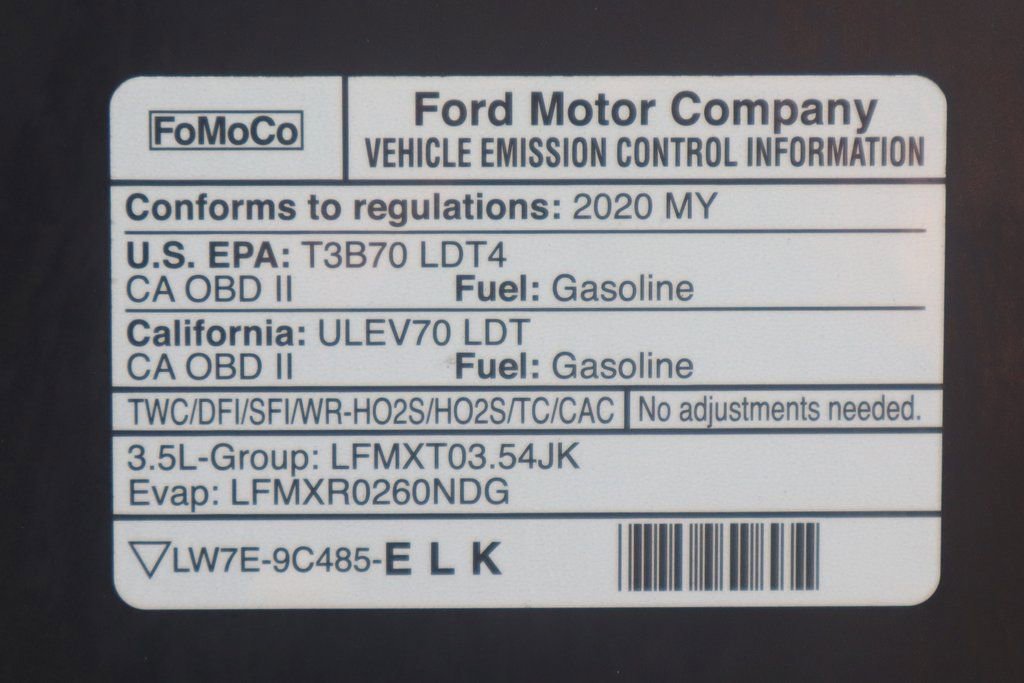 FoMoCo
Ford Motor Company
VEHICLE EMISSION CONTROL INFORMATION
Conforms to regulations: 2020 MY
U.S. EPA: T3B70 LDT4
CA OBD II Fuel: Gasoline
California: ULEV70 LDT
CA OBD II Fuel: Gasoline
TWC/DFI/SFI/WR-HO2S/HO2S/TC/CAC No adjustments needed.
3.5L-Group: LFMXT03.54JK
Evap: LFMXR0260NDG
LW7E-9C485-E L K